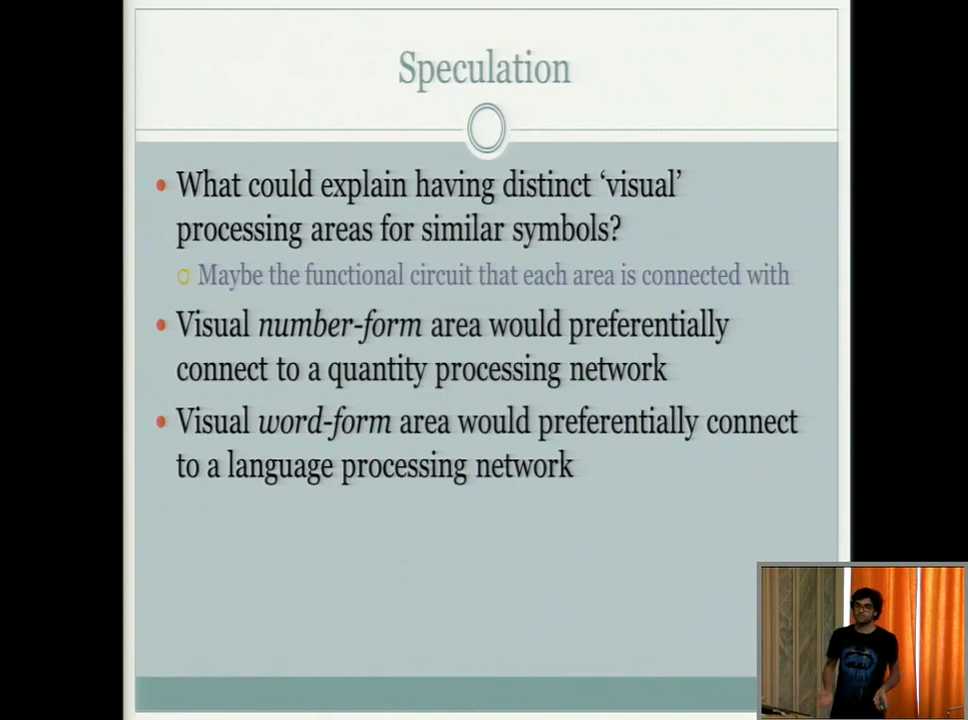 Speculation
What could explain having distinct ‘visual’
processing areas for similar symbols?
Maybe the functional circuit that each area is connected with
Visual number-form area would preferentially
connect to a quantity processing network
Visual word-form area would preferentially connect
to a language processing network